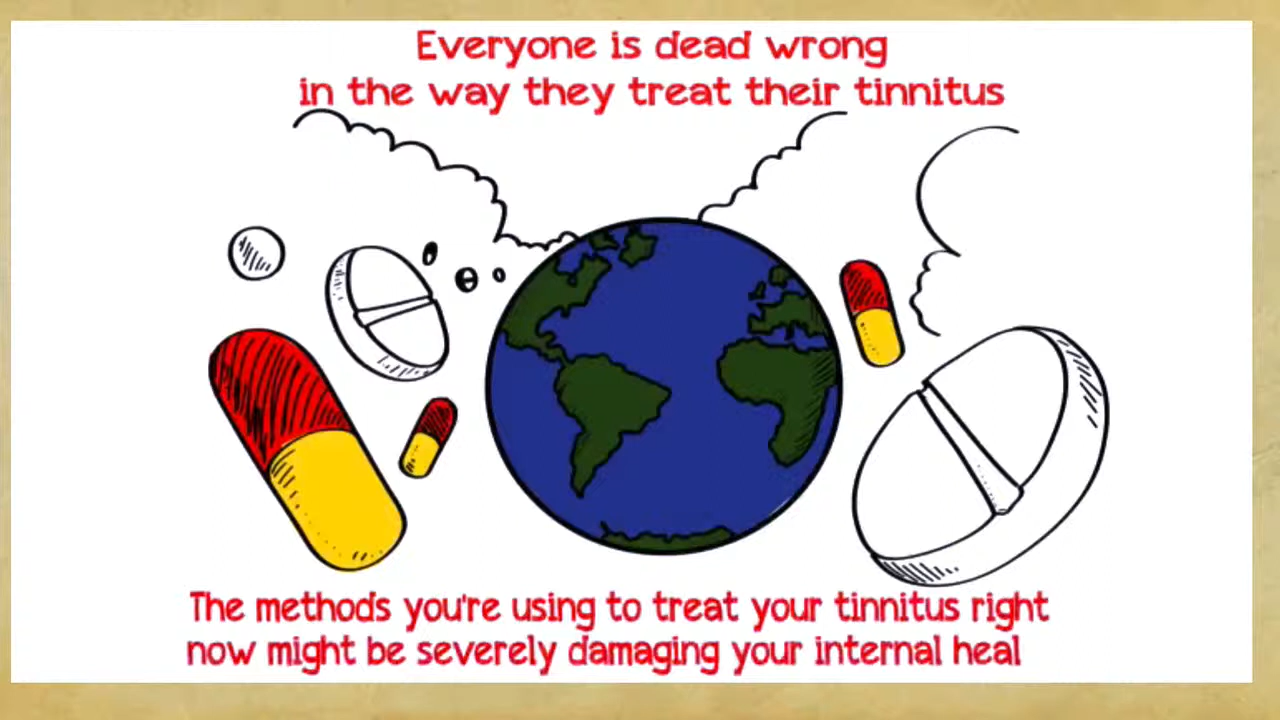 Everyone is dead wrong
in the way they treat their tinnitus
The methods you're using to treat your tinnitus right
now might be severely damaging your internal heal